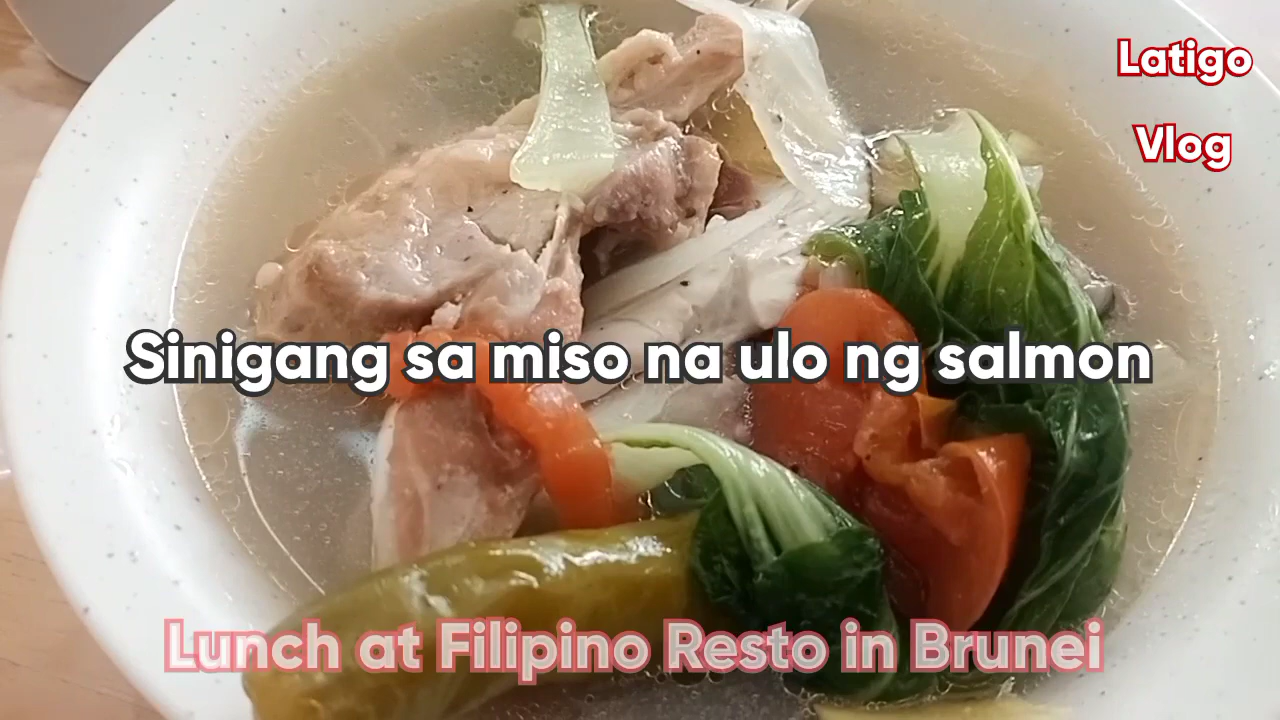 Latigo
Vlog
Sinigang sa miso na ulo ng salmon
Lunch at Filipino Resto in Brunei